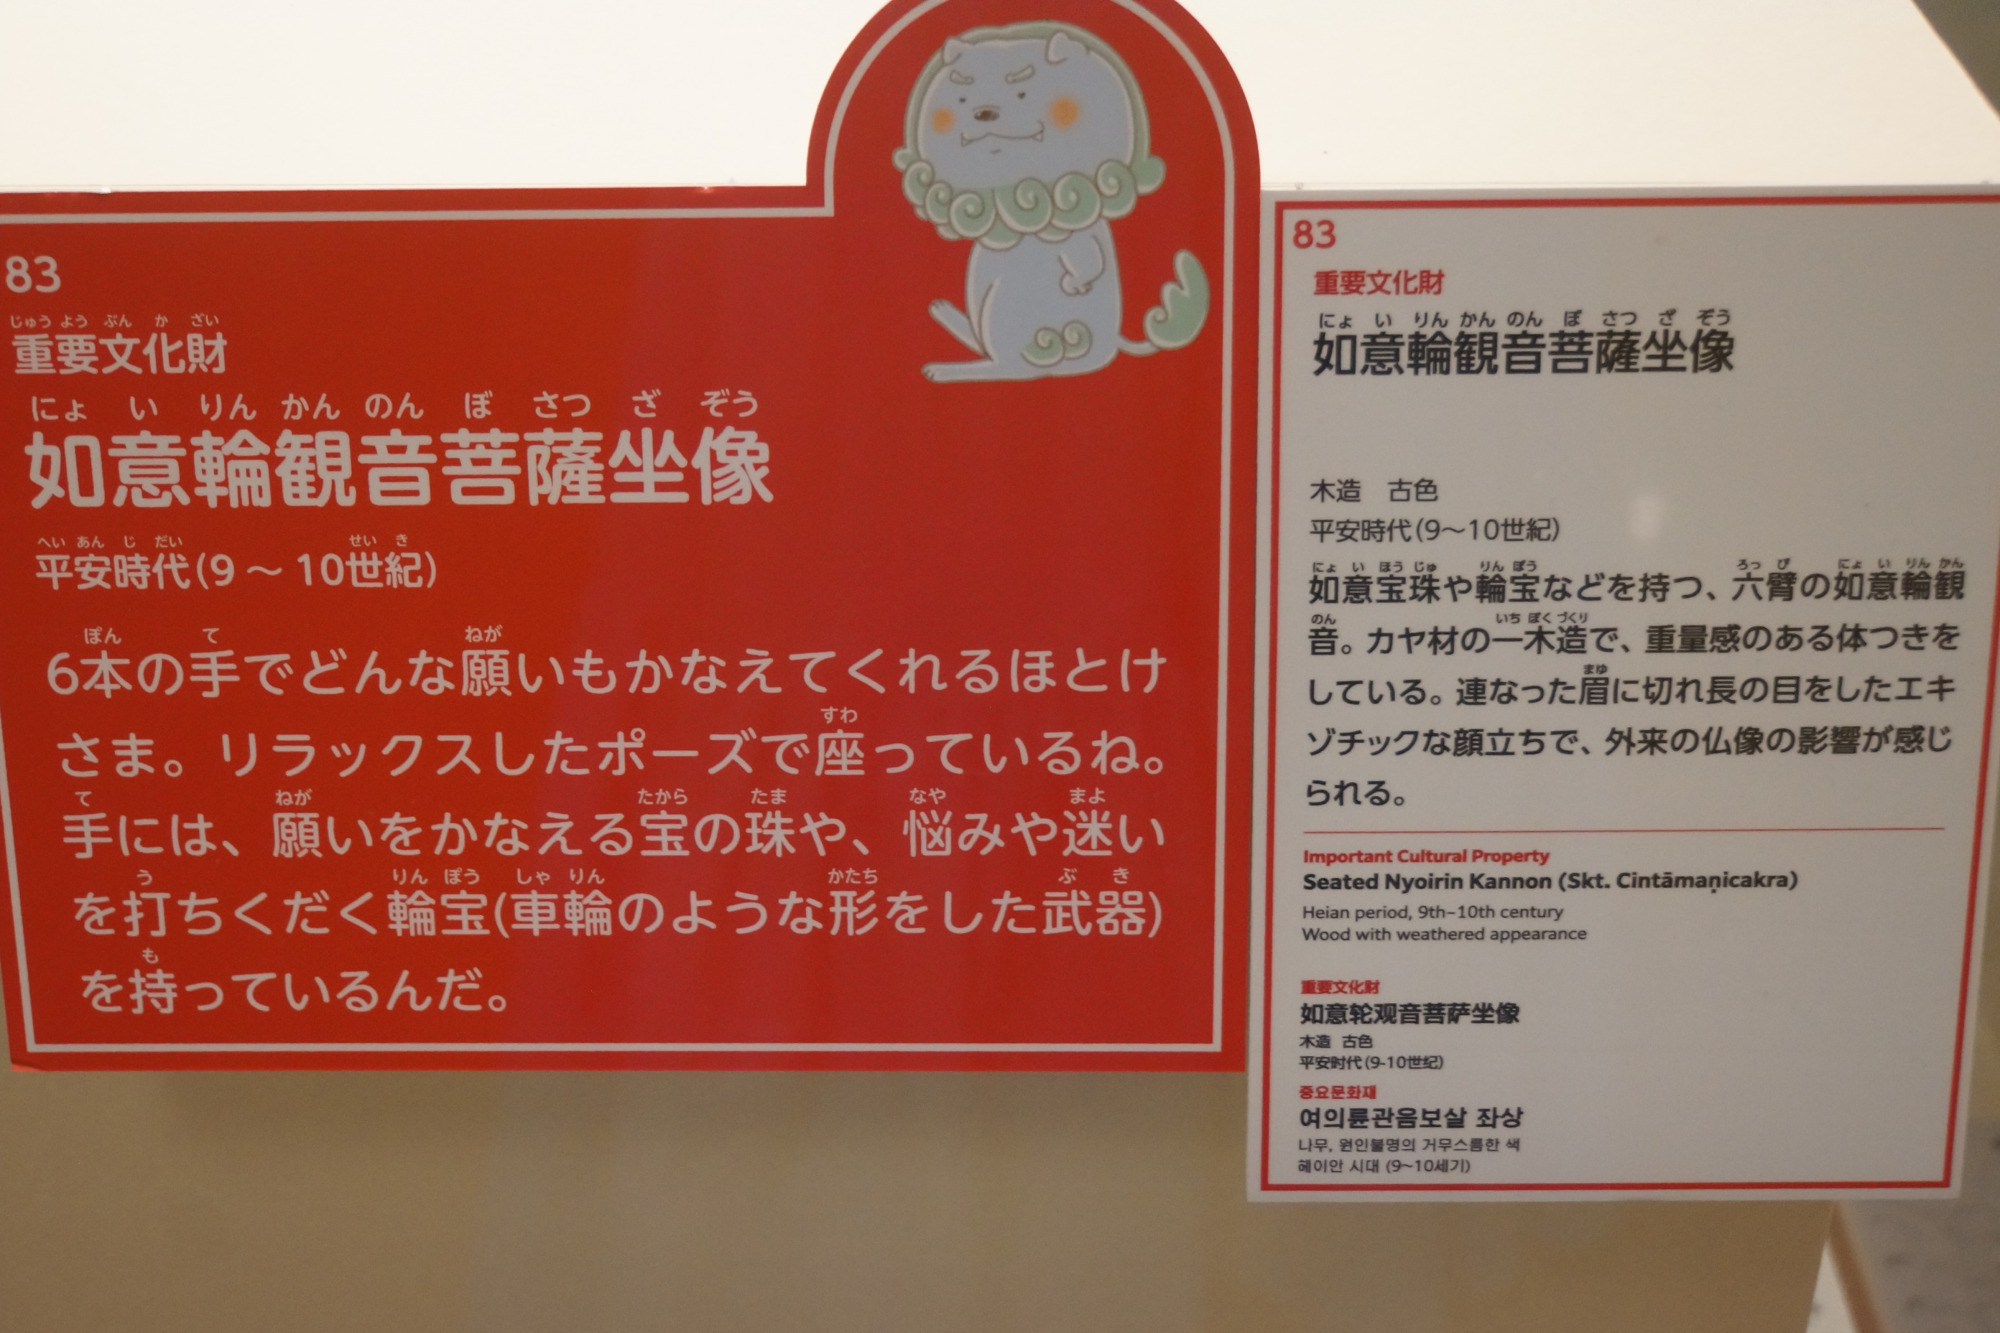 83
じゅう よう ぶん か ざい
重要文化財
にょ い りん かん のん ぼ さつ ざ ぞう
如意輪観音菩薩坐像
へい あん じ だい せい き
平安時代(9～10世紀)
ぽん て ねが
6本の手でどんな願いもかなえてくれるほとけ
すわ
さま。リラックスしたポーズで座っているね。
て ねが たから たま なや まよ
手には、願いをかなえる宝の珠や、悩みや迷い
う りん ぽう しゃ りん かたち ぶ き
を打ちくだく輪宝(車輪のような形をした武器)
も
を持っているんだ。
83
重要文化財
にょ い りん かん のん ぼ さつ ざ ぞう
如意輪観音菩薩坐像
木造　古色
平安時代(9～10世紀)
にょ い ほう じゅ りん ぽう ろっ ぴ にょ い りん かん
如意宝珠や輪宝などを持つ、六臂の如意輪観
のん いち ぼく づくり
音。カヤ材の一木造で、重量感のある体つきを
まゆ
している。連なった眉に切れ長の目をしたエキ
ゾチックな顔立ちで、外来の仏像の影響が感じ
られる。
Important Cultural Property
Seated Nyoirin Kannon (Skt. Cintāmaṇicakra)
Heian period, 9th–10th century
Wood with weathered appearance
重要文化财
如意轮观音菩萨坐像
木造 古色
平安时代(9-10世纪)
중요문화재
여의륜관음보살 좌상
나무, 원인불명의 거무스름한 색
헤이안 시대 (9~10세기)